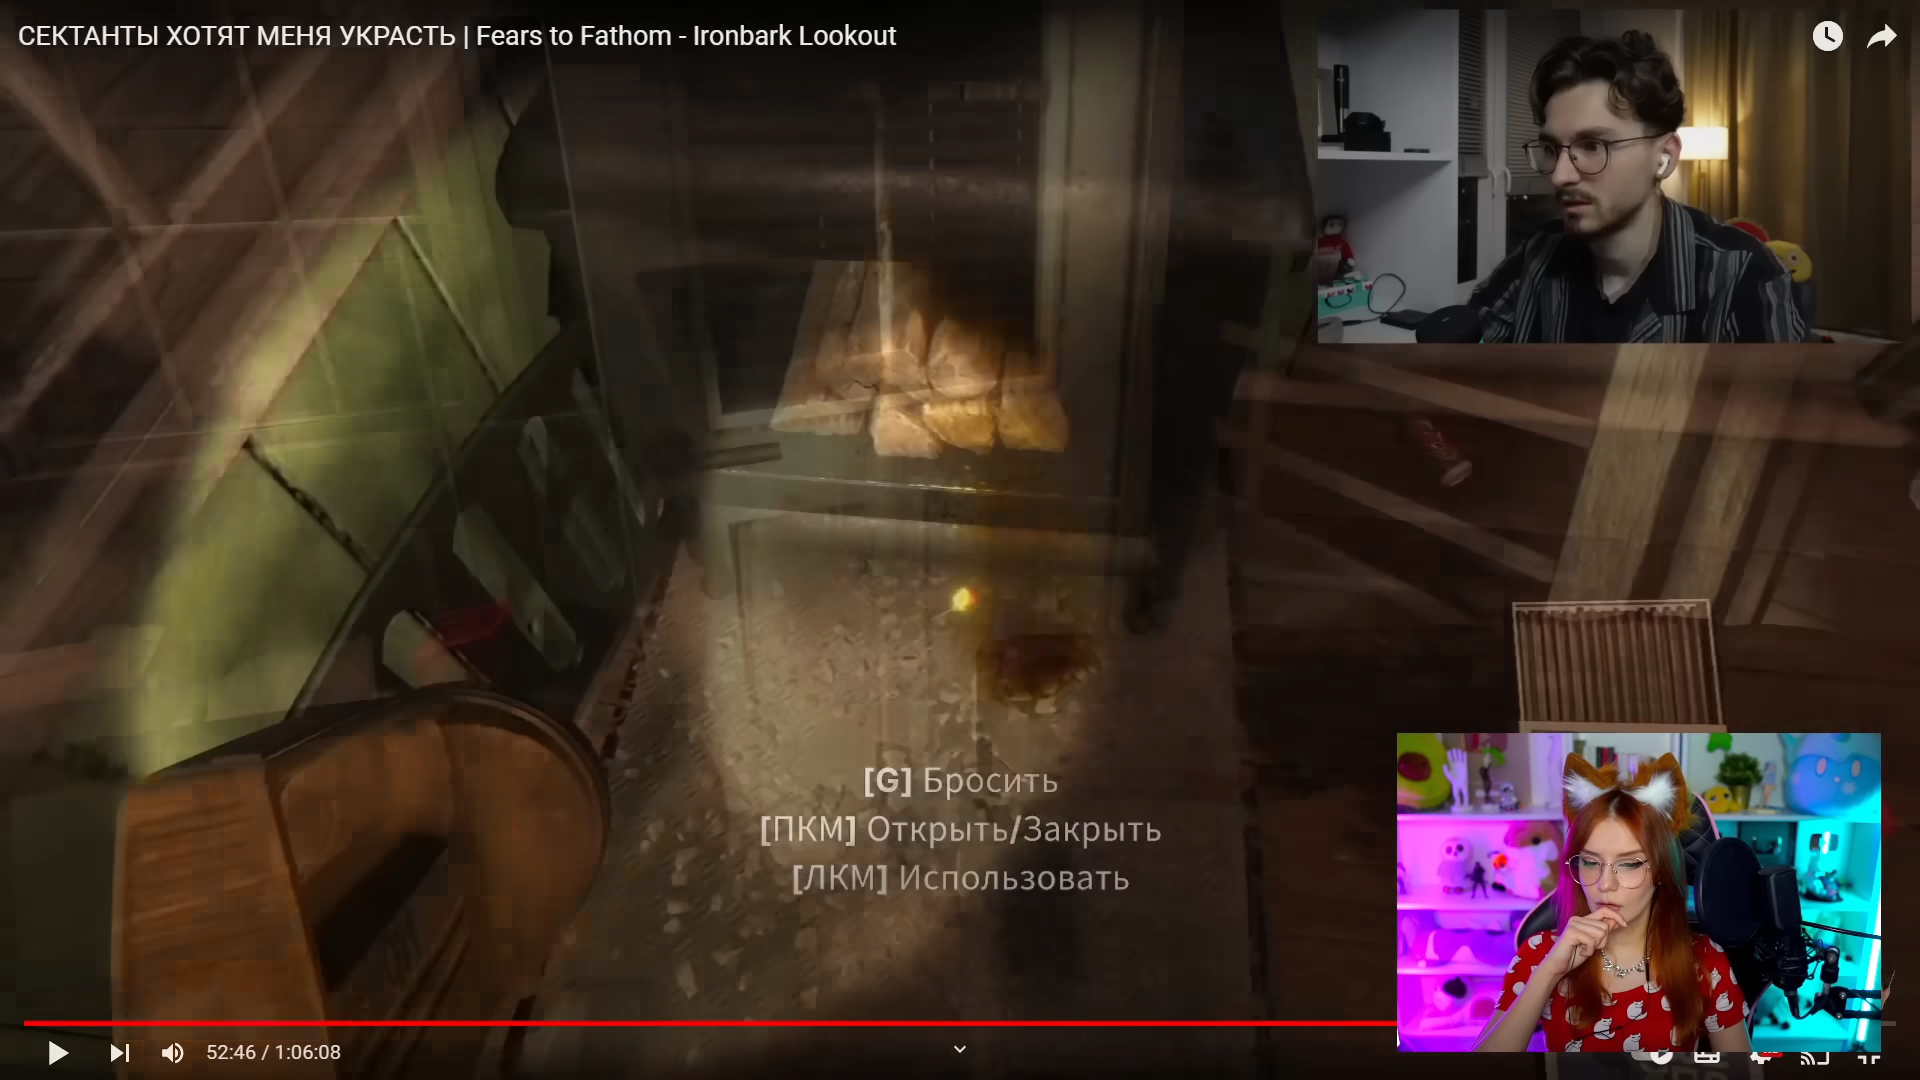 СЕКТАНТЫ ХОТЯТ МЕНЯ УКРАСТЬ | Fears to Fathom - Ironbark Lookout
[G] Бросить
[ПКМ] Открыть/Закрыть
[ЛКМ] Использовать
52:46 / 1:06:08